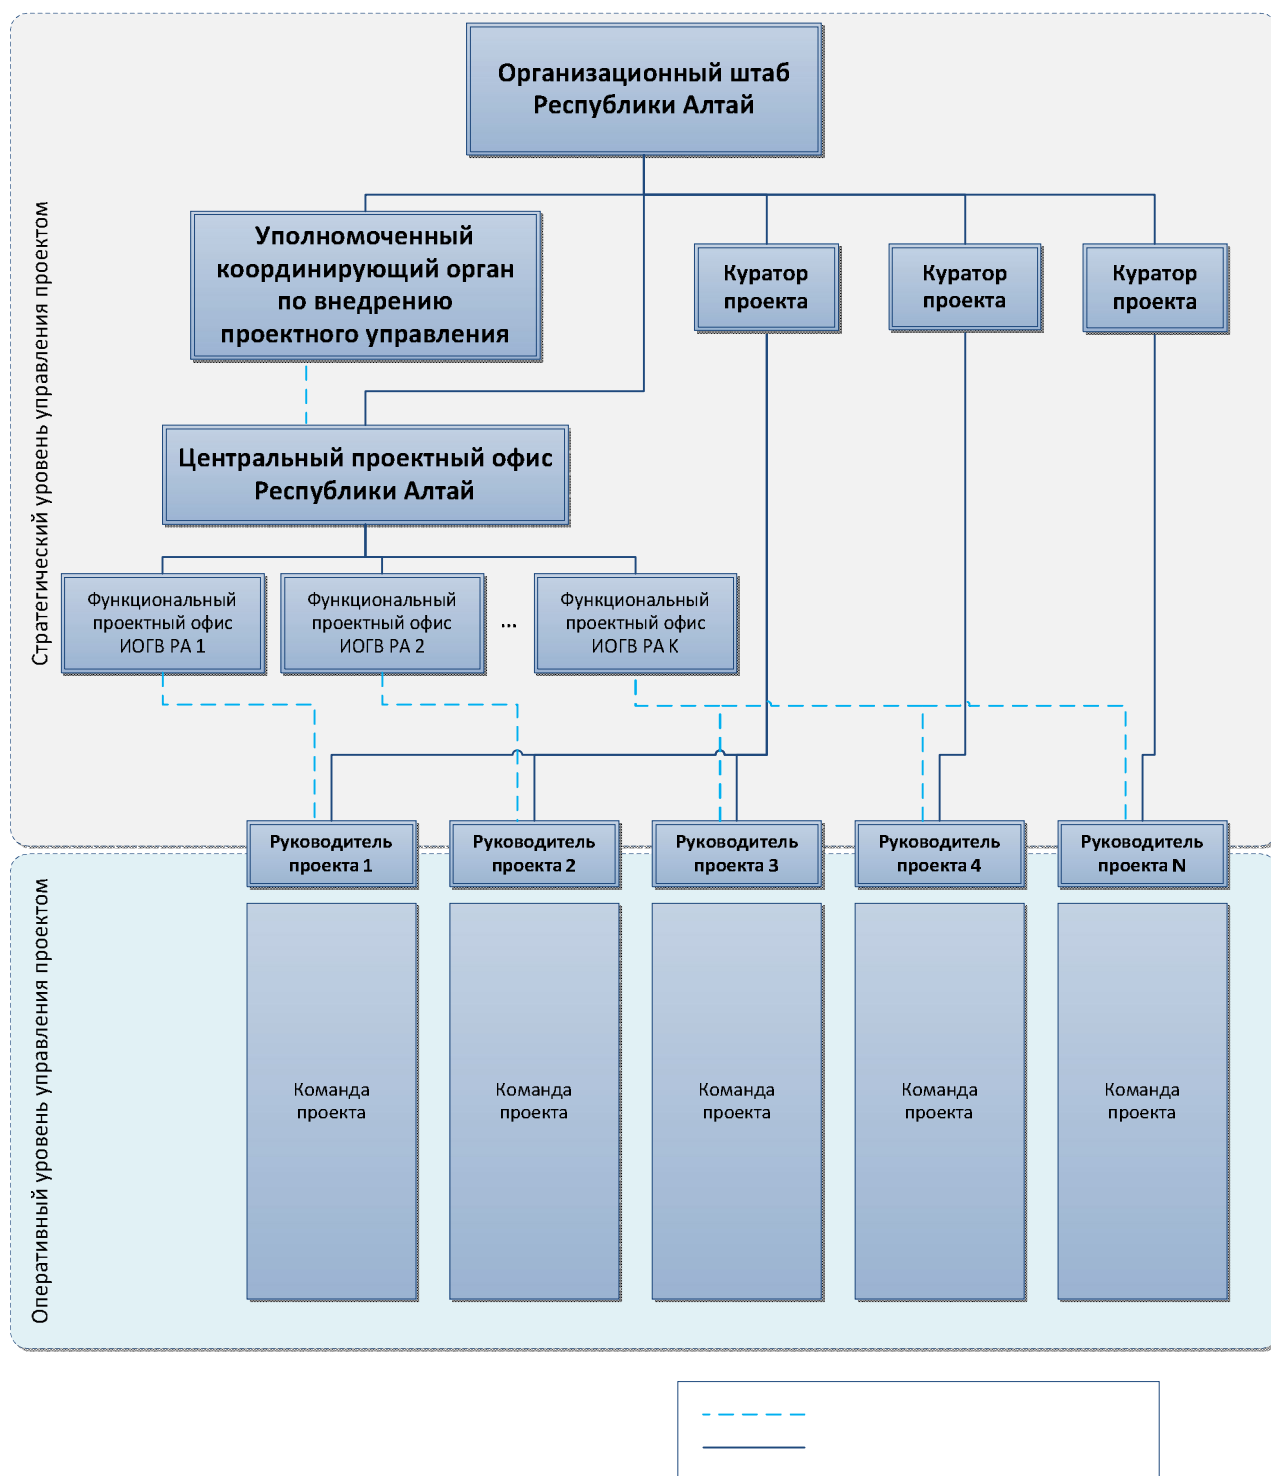 Организационный штаб
Республики Алтай
Стратегический уровень управления проектом
Уполномоченный
координирующий орган
по внедрению
проектного управления
Куратор
проекта
Куратор
проекта
Куратор
проекта
Центральный проектный офис
Республики Алтай
Функциональный
проектный офис
ИОГВ РА 1
Функциональный
проектный офис
ИОГВ РА 2
...
Функциональный
проектный офис
ИОГВ РА К
Руководитель
проекта 1
Руководитель
проекта 2
Руководитель
проекта 3
Руководитель
проекта 4
Руководитель
проекта N
Оперативный уровень управления проектом
Команда
проекта
Команда
проекта
Команда
проекта
Команда
проекта
Команда
проекта